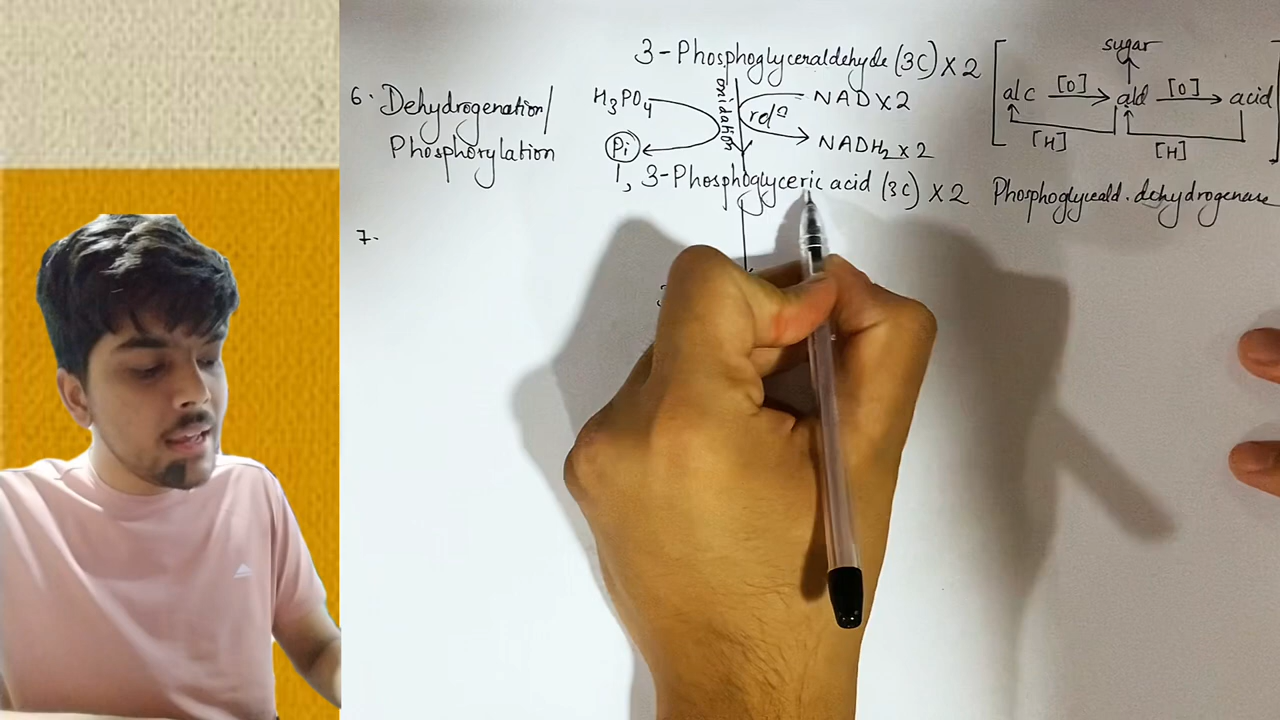 3-Phosphoglyceraldehyde (3C) X 2
sugar
6. Dehydrogenation/
Phosphorylation
H3PO4
oxidation
NAD X 2
redn
Pi
NADH2 X 2
alc [O] ald [O] acid
[H] [H]
1, 3-Phosphoglyceric acid (3C) X 2 Phosphoglyceald. dehydrogenase
7.